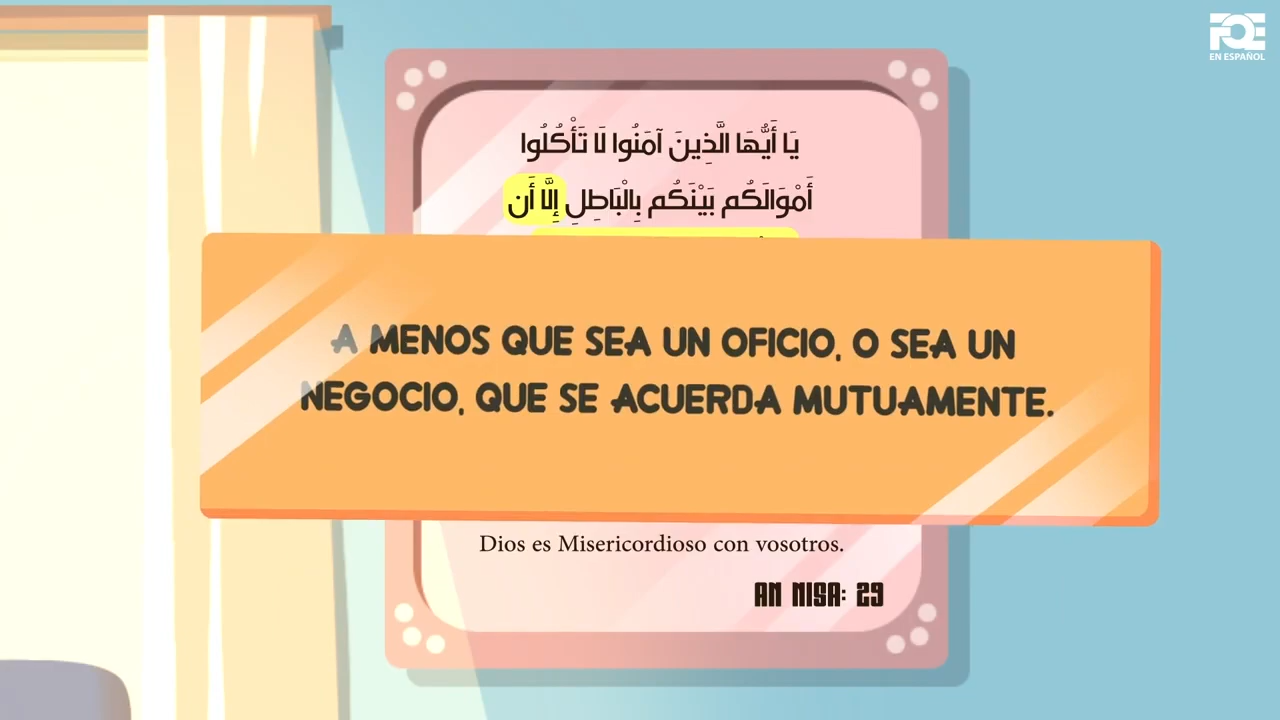 FQE
EN ESPAÑOL
يَا أَيُّهَا الَّذِينَ آمَنُوا لَا تَأْكُلُوا
أَمْوَالَكُم بَيْنَكُم بِالْبَاطِلِ إِلَّا أَن
A MENOS QUE SEA UN OFICIO, O SEA UN
NEGOCIO, QUE SE ACUERDA MUTUAMENTE.
Dios es Misericordioso con vosotros.
AN NISA: 29